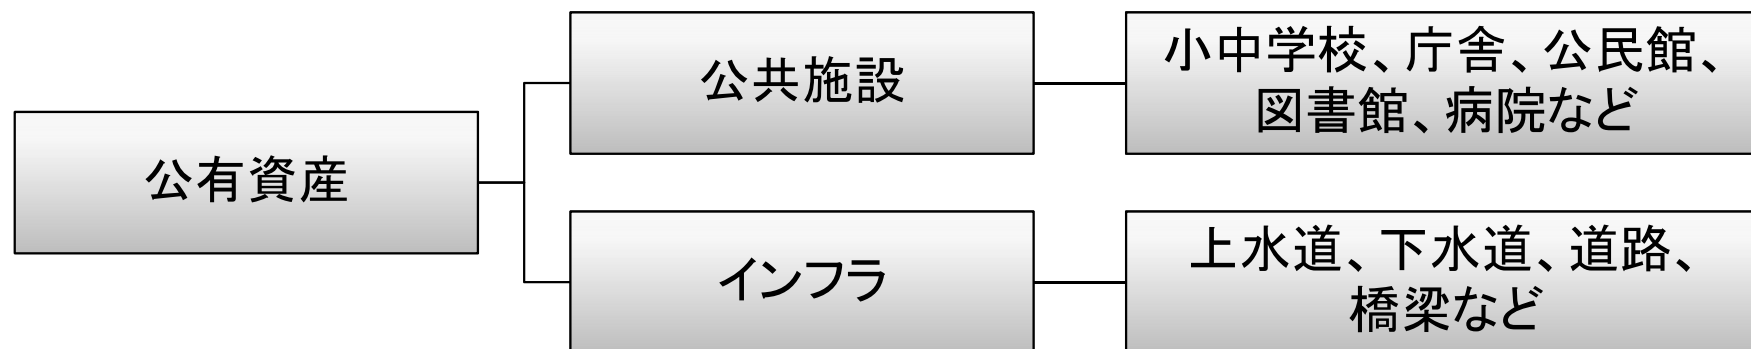 公有資産
公共施設
小中学校、庁舎、公民館、
図書館、病院など
インフラ
上水道、下水道、道路、
橋梁など